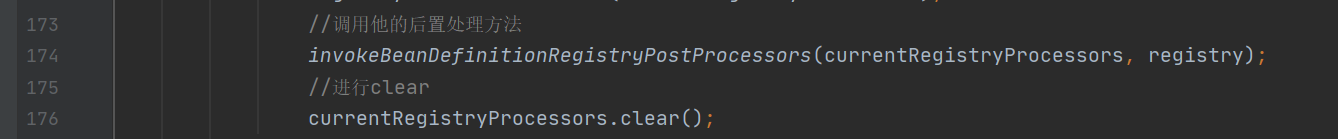 173 //调用他的后置处理方法
174 invokeBeanDefinitionRegistryPostProcessors(currentRegistryProcessors, registry);
175 //进行clear
176 currentRegistryProcessors.clear();